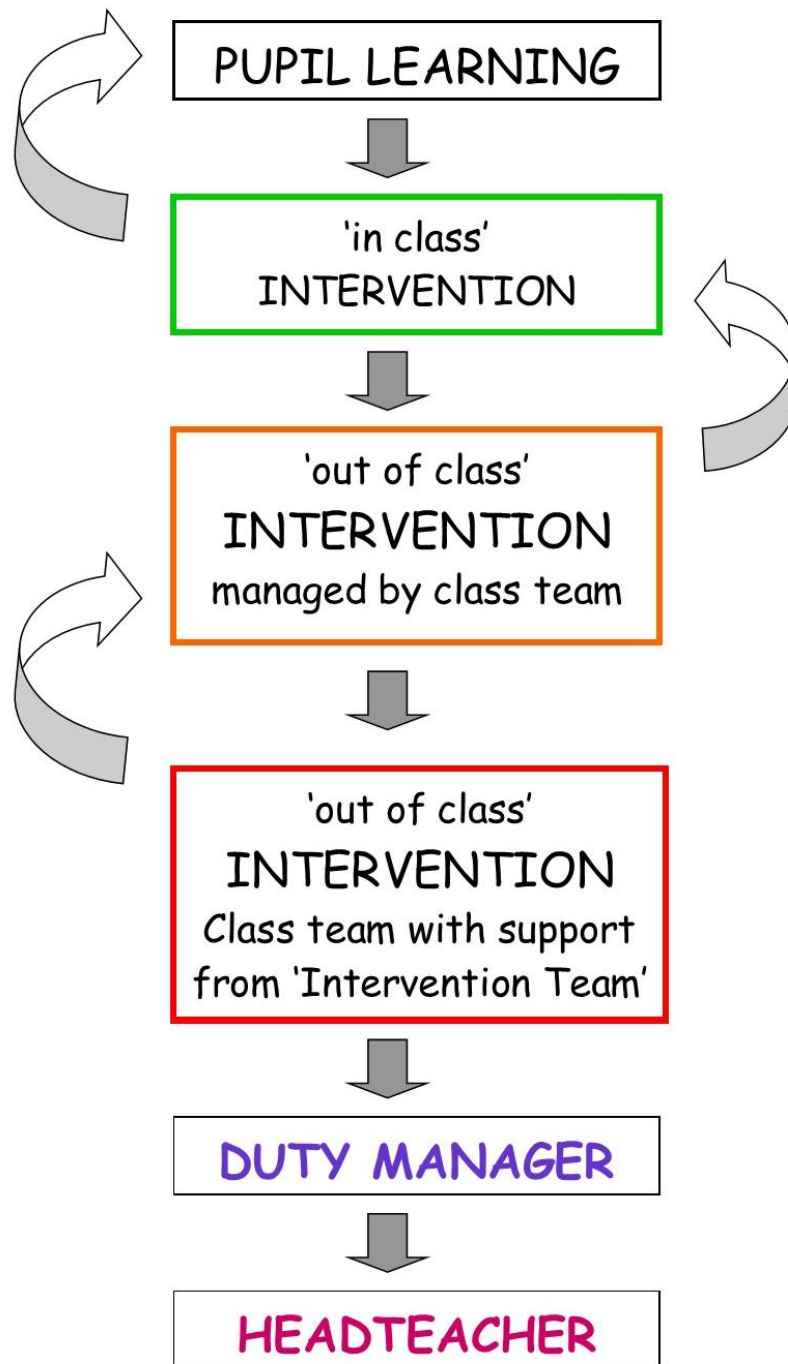 PUPIL LEARNING
‘in class’
INTERVENTION
‘out of class’
INTERVENTION
managed by class team
‘out of class’
INTERVENTION
Class team with support
from ‘Intervention Team’
DUTY MANAGER
HEADTEACHER